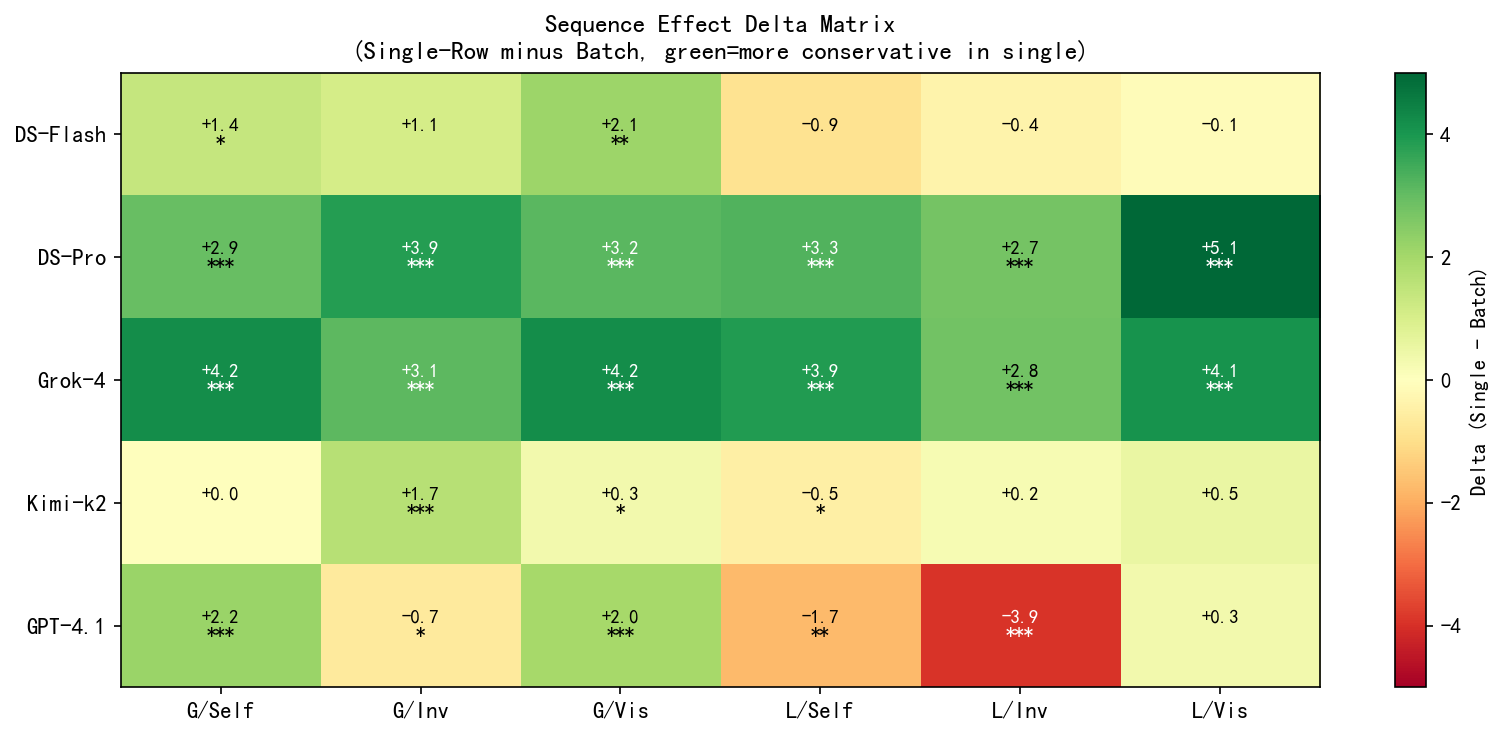 Sequence Effect Delta Matrix
(Single-Row minus Batch, green=more conservative in single)
DS-Flash
+1.4 +1.1 +2.1 −0.9 −0.4 −0.1
* **
DS-Pro
+2.9 +3.9 +3.2 +3.3 +2.7 +5.1
*** *** *** *** *** ***
Grok-4
+4.2 +3.1 +4.2 +3.9 +2.8 +4.1
*** *** *** *** *** ***
Kimi-k2
+0.0 +1.7 +0.3 −0.5 +0.2 +0.5
*** * *
GPT-4.1
+2.2 −0.7 +2.0 −1.7 −3.9 +0.3
*** * *** ** ***
G/Self G/Inv G/Vis L/Self L/Inv L/Vis
4
2
0
−2
−4
Delta (Single - Batch)